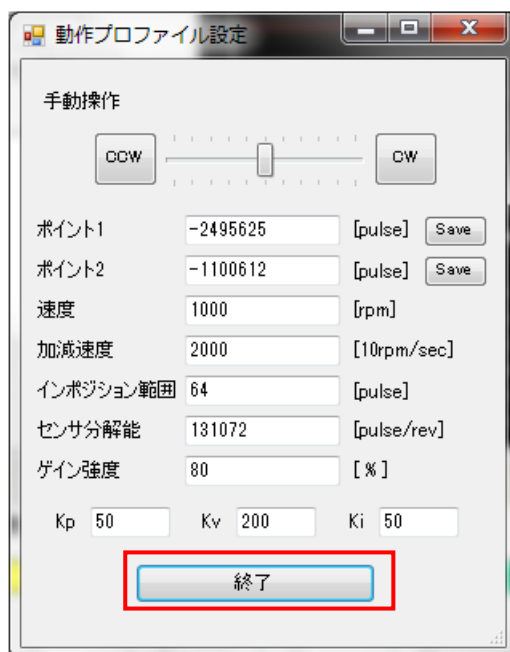 動作プロファイル設定
手動操作
CCW CW
ポイント1 -2495625 [pulse] Save
ポイント2 -1100612 [pulse] Save
速度 1000 [rpm]
加減速度 2000 [10rpm/sec]
インポジション範囲 64 [pulse]
センサ分解能 131072 [pulse/rev]
ゲイン強度 80 [%]
Kp 50 Kv 200 Ki 50
終了